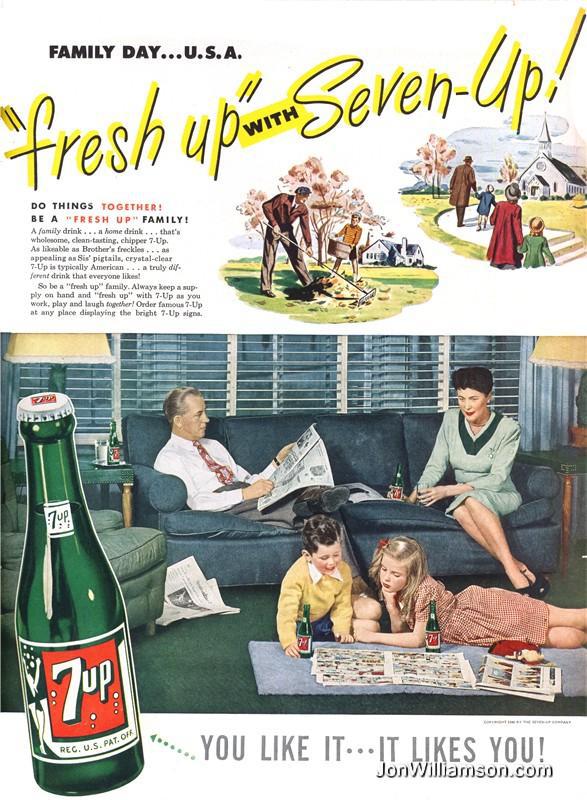 FAMILY DAY...U.S.A.
"fresh up" WITH Seven-Up!
DO THINGS TOGETHER!
BE A "FRESH UP" FAMILY!
A family drink . . . a home drink . . . that's
wholesome, clean-tasting, chipper 7-Up.
As likeable as Brother's freckles . . . as
appealing as Sis' pigtails, crystal-clear
7-Up is typically American . . . a truly dif-
ferent drink that everyone likes!
So be a "fresh up" family. Always keep a sup-
ply on hand and "fresh up" with 7-Up as you
work, play and laugh together! Order famous 7-Up
at any place displaying the bright 7-Up signs.
7up
7up
7up
REG. U.S. PAT. OFF.
YOU LIKE IT...IT LIKES YOU!
JonWilliamson.com